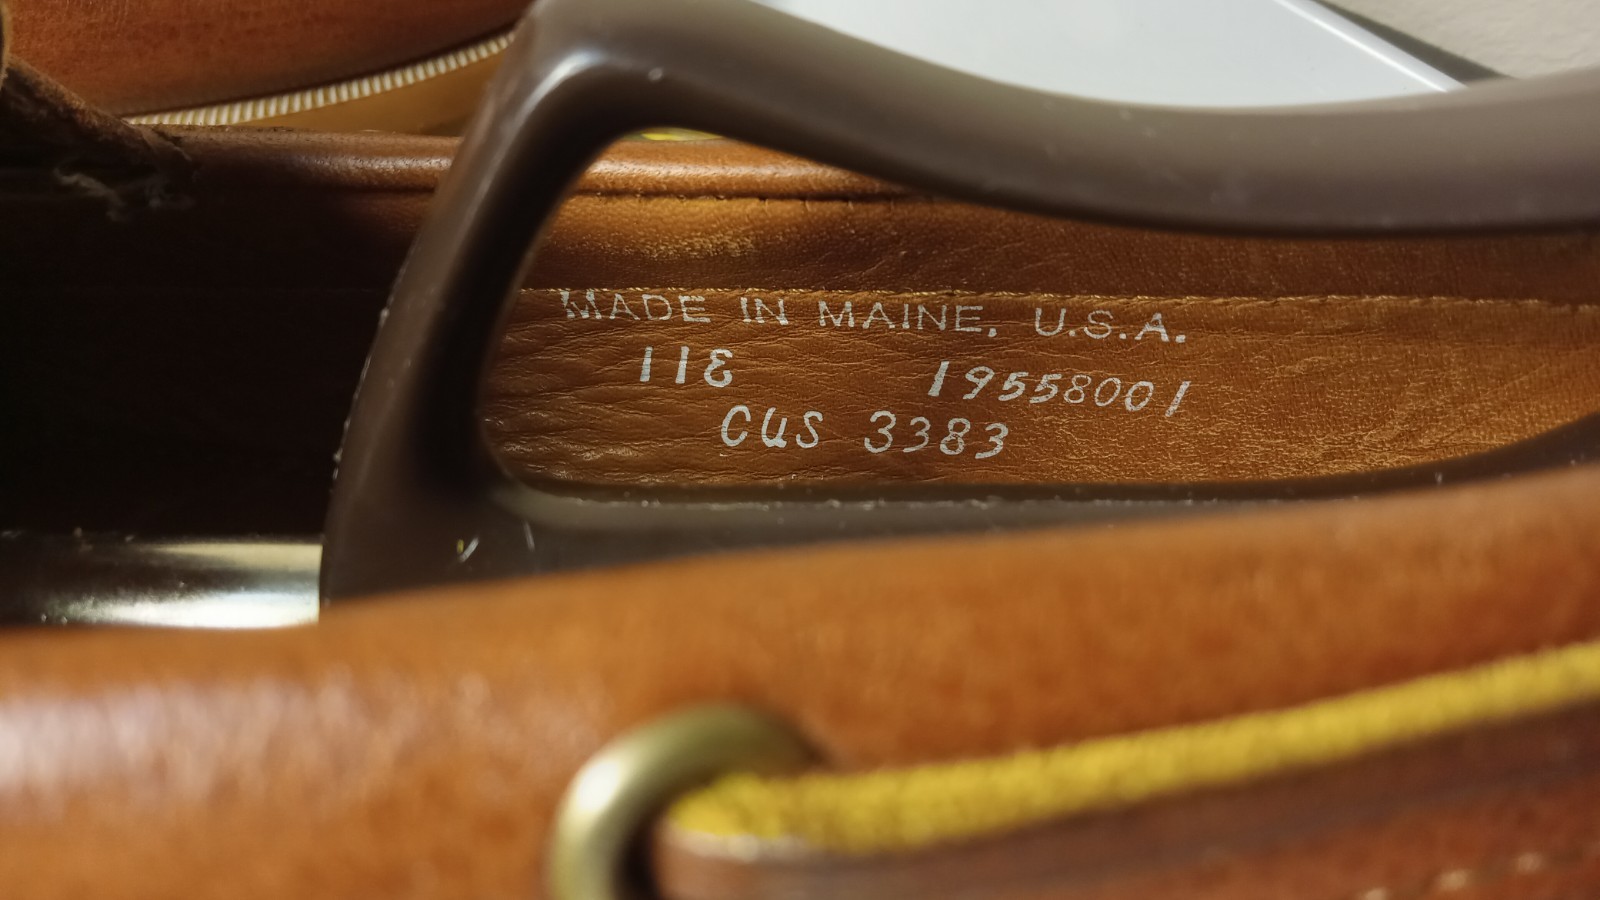 MADE IN MAINE, U.S.A.
11E 19558001
CUS 3383